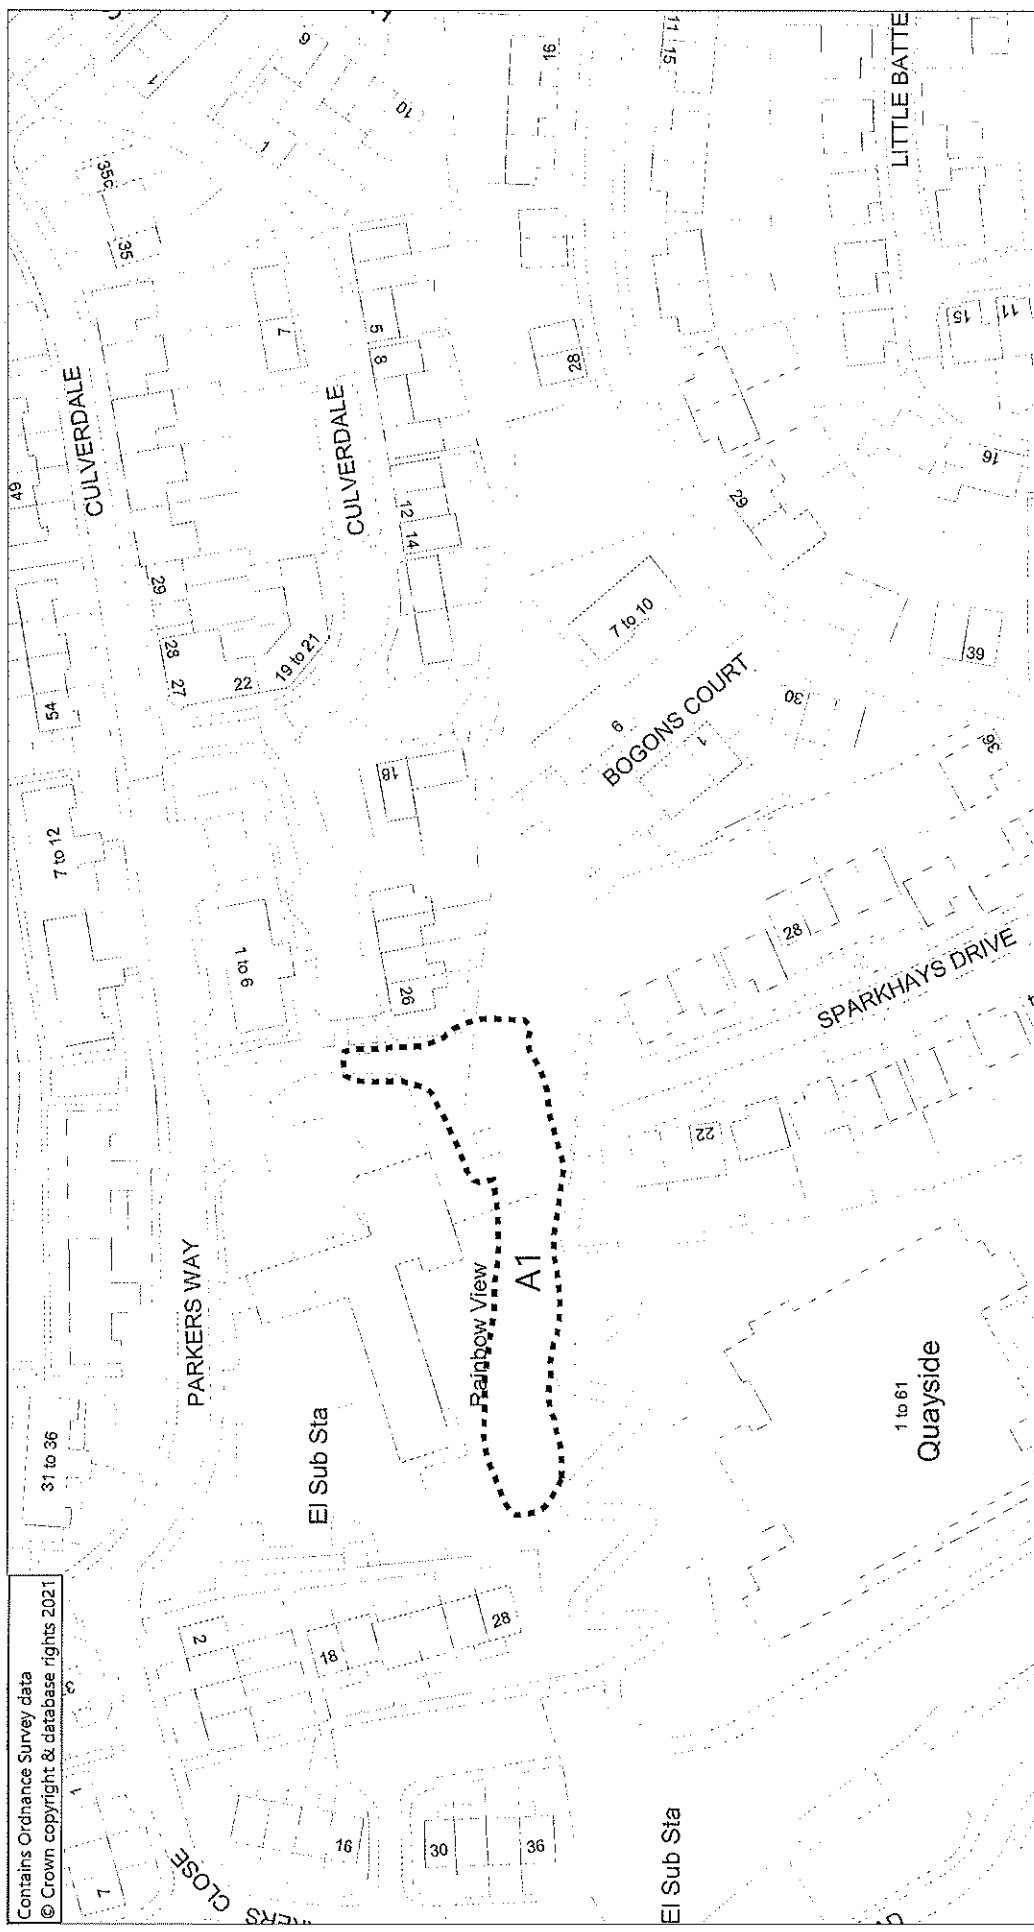 Contains Ordnance Survey data
© Crown copyright & database rights 2021
7
1
CLOSE
16
30
36
El Sub Sta
2
18
28
31 to 36
El Sub Sta
PARKERS WAY
Rainbow View
A1
1 to 61
Quayside
22
SPARKHAYS DRIVE
28
36
39
30
7 to 12
1 to 6
26
18
54
27
28
29
22
19 to 21
BOGONS COURT
1
6
7 to 10
29
16
49
CULVERDALE
CULVERDALE
12
14
8
5
7
28
35
35c
1
6
10
1
16
11
15
LITTLE BATTE
15
11